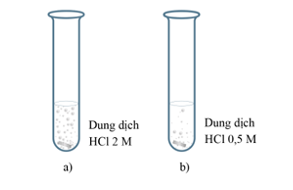 Dung dịch
HCl 2 M
Dung dịch
HCl 0,5 M
a)
b)